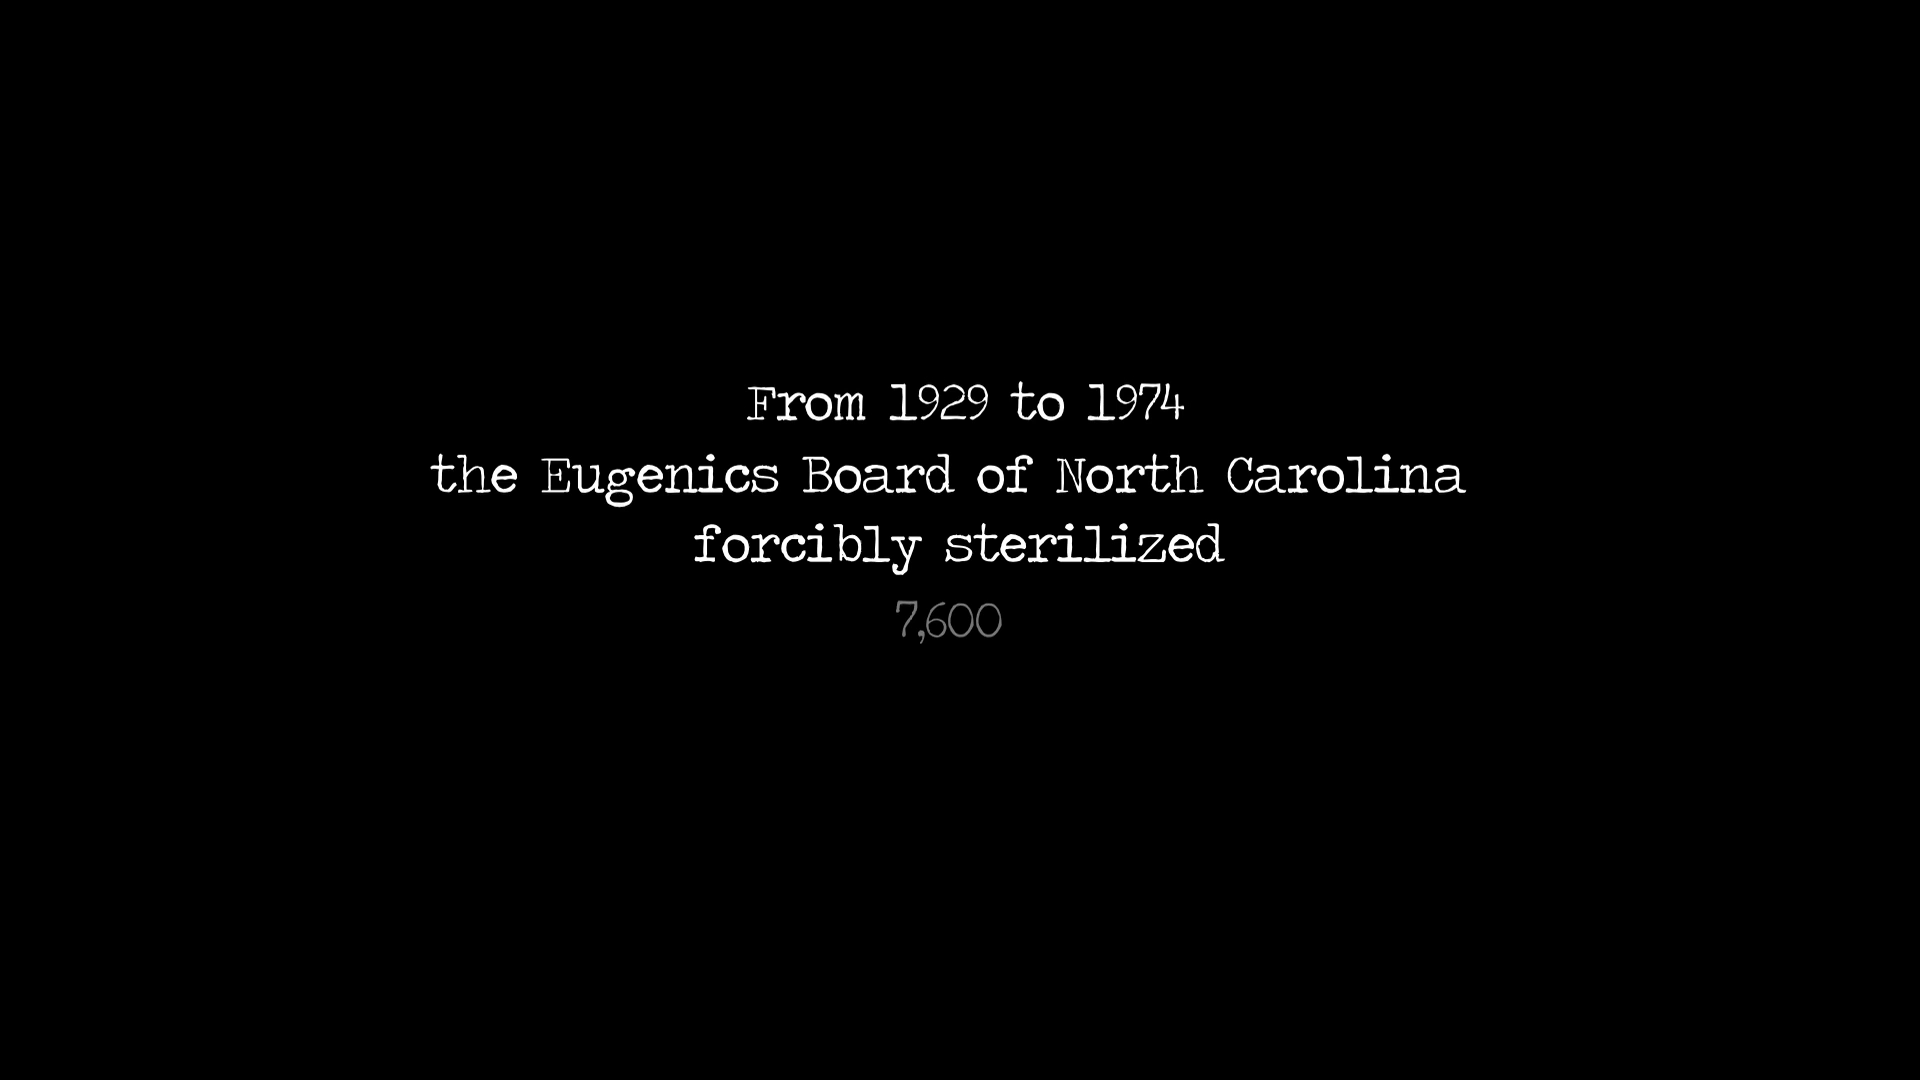 From 1929 to 1974
the Eugenics Board of North Carolina
forcibly sterilized
7,600